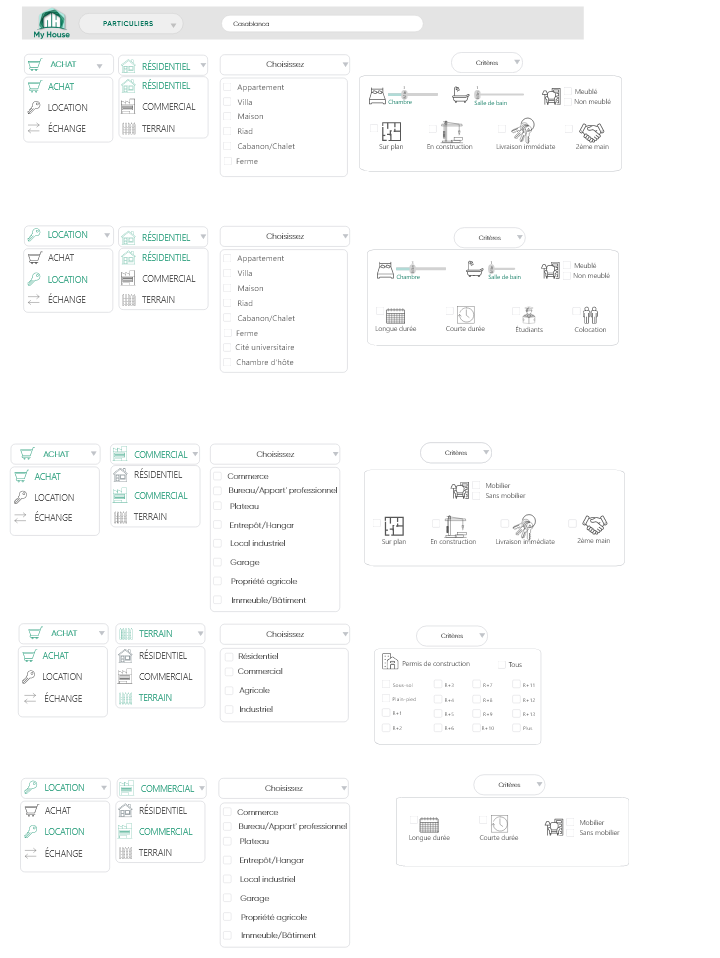 My House
PARTICULIERS
Casablanca
ACHAT
RÉSIDENTIEL
Choisissez
Critères
ACHAT
LOCATION
ÉCHANGE
RÉSIDENTIEL
COMMERCIAL
TERRAIN
Appartement
Villa
Maison
Riad
Cabanon/Chalet
Ferme
Chambre
Salle de bain
Meublé
Non meublé
Sur plan
En construction
Livraison immédiate
2ème main
LOCATION
RÉSIDENTIEL
Choisissez
Critères
ACHAT
LOCATION
ÉCHANGE
RÉSIDENTIEL
COMMERCIAL
TERRAIN
Appartement
Villa
Maison
Riad
Cabanon/Chalet
Ferme
Cité universitaire
Chambre d'hôte
Chambre
Salle de bain
Meublé
Non meublé
Longue durée
Courte durée
Étudiants
Colocation
ACHAT
COMMERCIAL
Choisissez
Critères
ACHAT
LOCATION
ÉCHANGE
RÉSIDENTIEL
COMMERCIAL
TERRAIN
Commerce
Bureau/Appart' professionnel
Plateau
Entrepôt/Hangar
Local industriel
Garage
Propriété agricole
Immeuble/Bâtiment
Mobilier
Sans mobilier
Sur plan
En construction
Livraison immédiate
2ème main
ACHAT
TERRAIN
Choisissez
Critères
ACHAT
LOCATION
ÉCHANGE
RÉSIDENTIEL
COMMERCIAL
TERRAIN
Résidentiel
Commercial
Agricole
Industriel
Permis de construction
Tous
Sous-sol
R+3
R+7
R+11
Plain-pied
R+4
R+8
R+12
R+1
R+5
R+9
R+13
R+2
R+6
R+10
Plus
LOCATION
COMMERCIAL
Choisissez
Critères
ACHAT
LOCATION
ÉCHANGE
RÉSIDENTIEL
COMMERCIAL
TERRAIN
Commerce
Bureau/Appart' professionnel
Plateau
Entrepôt/Hangar
Local industriel
Garage
Propriété agricole
Immeuble/Bâtiment
Longue durée
Courte durée
Mobilier
Sans mobilier